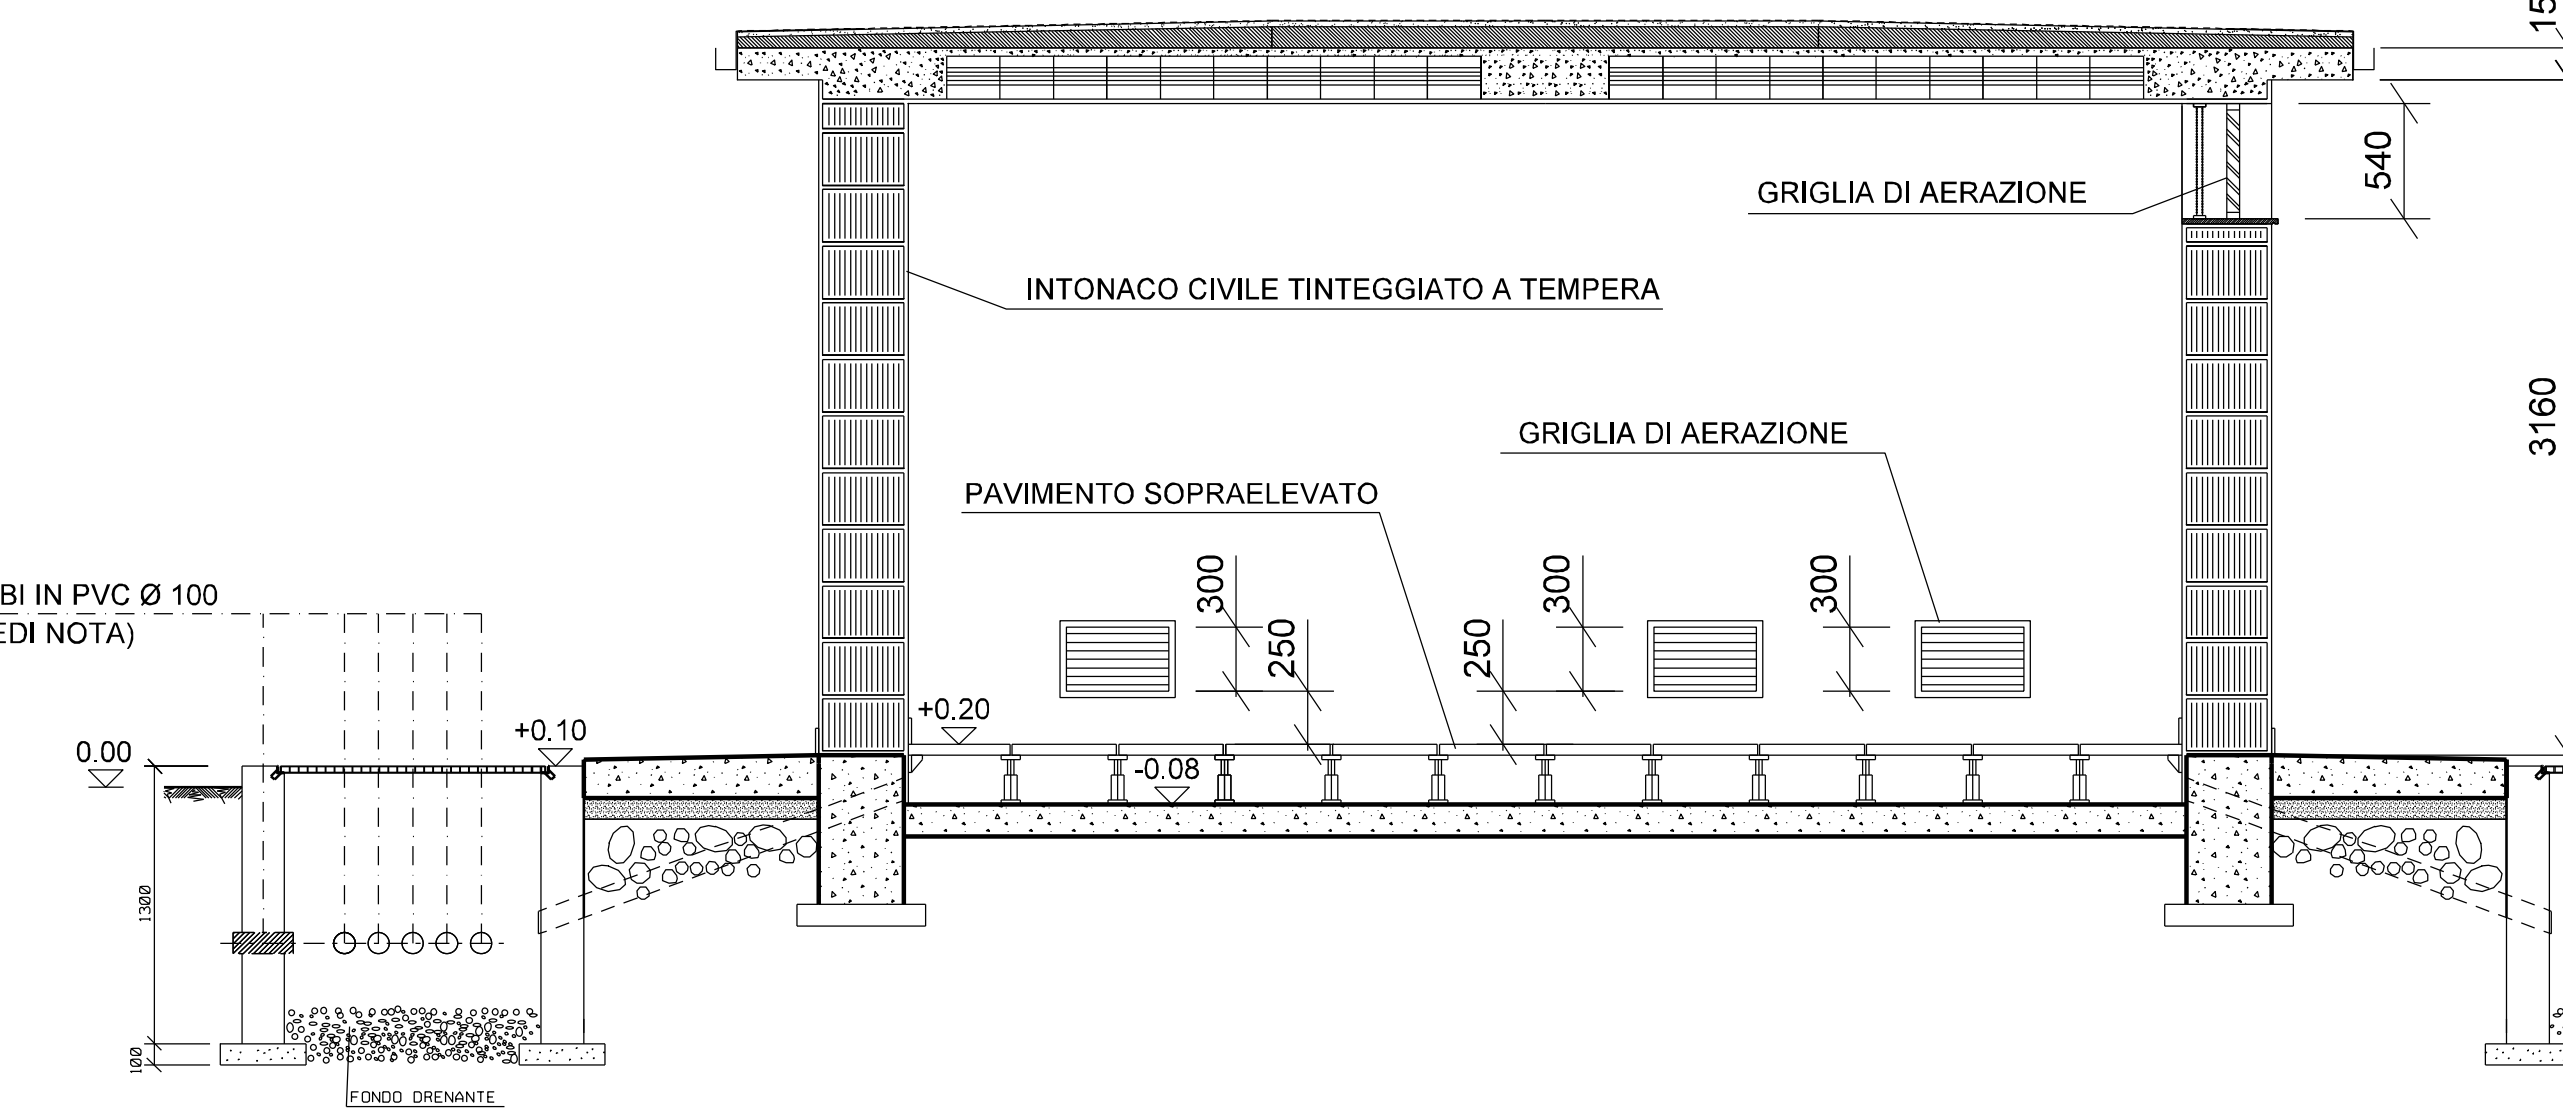 15
540
GRIGLIA DI AERAZIONE
INTONACO CIVILE TINTEGGIATO A TEMPERA
3160
GRIGLIA DI AERAZIONE
PAVIMENTO SOPRAELEVATO
300
300
300
250
250
BI IN PVC Ø 100
EDI NOTA)
+0.20
+0.10
0.00
-0.08
1300
100
FONDO DRENANTE